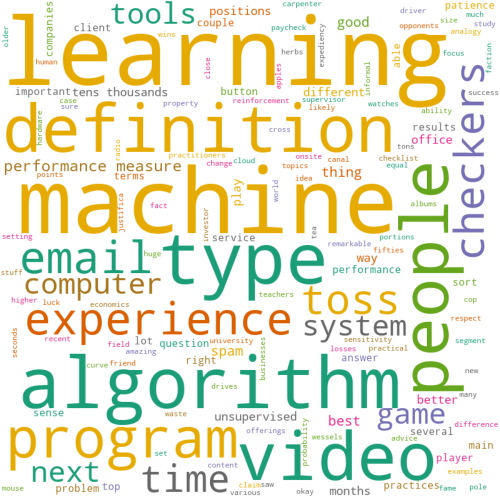 older
companies
tools
positions
couple
carpenter
client
wins
paycheck
herbs
expediency
good
driver
opponents
size
analogy
patience
much
study
focus
faction
learning
human
close
apples
informal
able
success
important
tens thousands
button
different
case
sure
property
reinforcement
supervisor
likely
watches
ability
hardware
definition
radio
cross
tons
results
office
checkers
practitioners
change
cloud
onsite
canal
checklist
equal
performance measure
points
terms
topics
idea
thing
albums
people
machine
justifica
fact
play
world
investor
tea
remarkable
portions
fifties
setting
service
way
email
huge
type
performance
sort
stuff
computer
teachers
toss
cop
higher
luck
economics
experience
system
respect
seconds
recent
field
university
businesses
losses
sensitivity
practical
segment
amazing
lot
question
spam
answer
curve
friend
right
algorithm
drives
new
many
better
sense
waste
unsupervised
offerings
probability
best
game
several
difference
program
set
wessels
advice
main
player
video
next
content
time
claim
saw
various
okay
months
practices
examples
fame
pole
mouse
problem
top